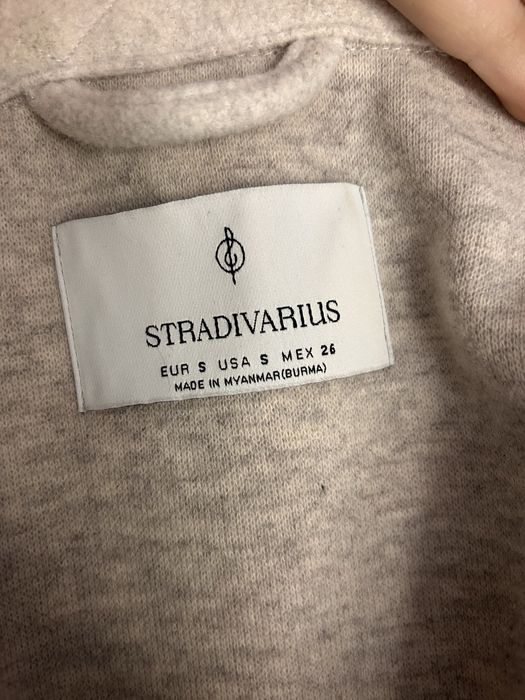 STRADIVARIUS
EUR S USA S MEX 26
MADE IN MYANMAR(BURMA)